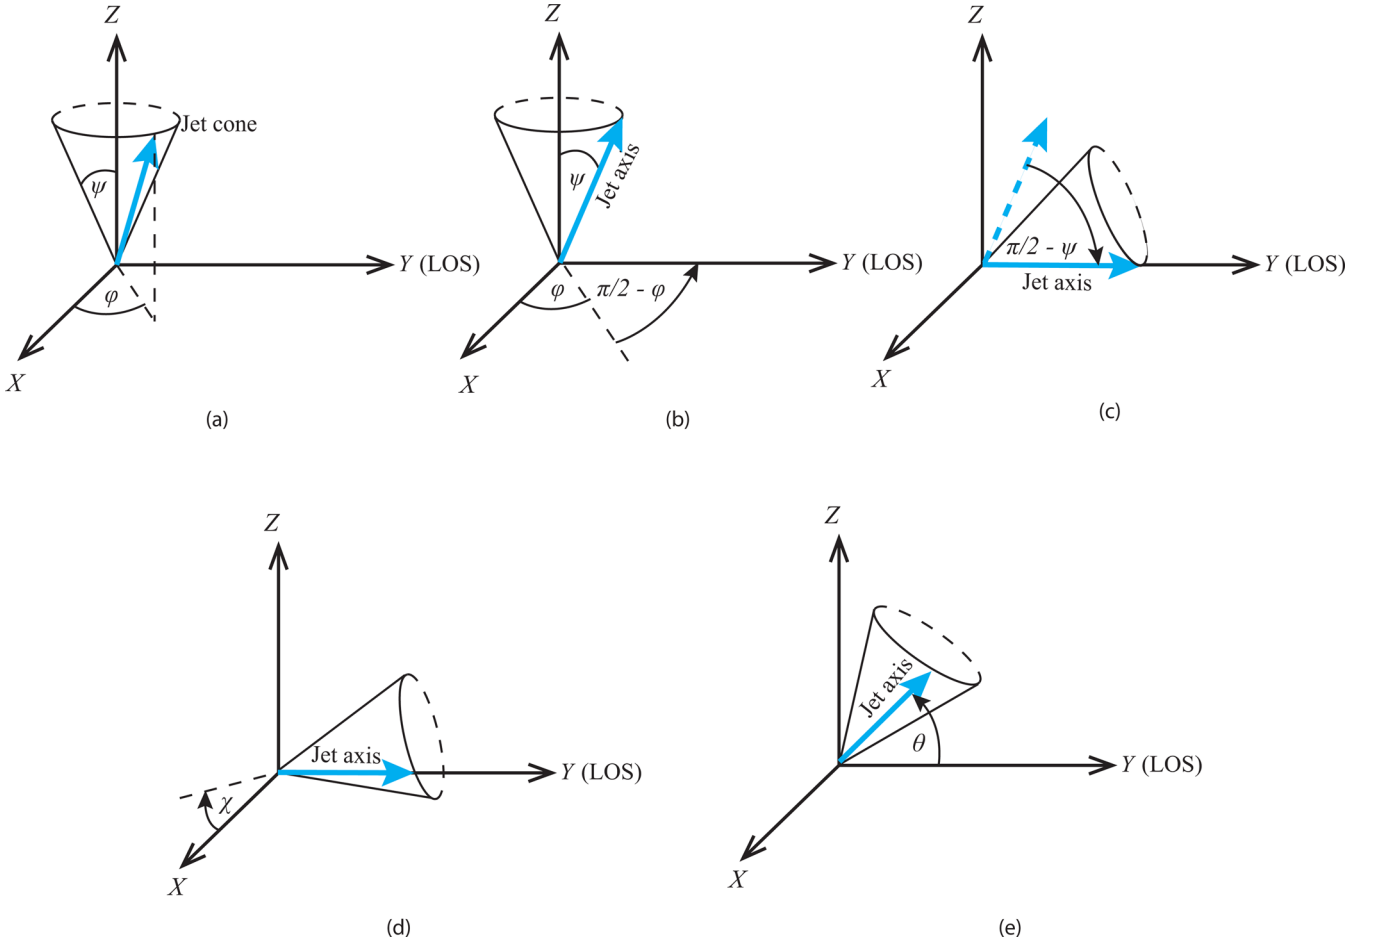 Z
Jet cone
ψ
Y (LOS)
φ
X
(a)
Z
ψ
Jet axis
Y (LOS)
φ
π/2 - φ
X
(b)
Z
π/2 - ψ
Y (LOS)
Jet axis
X
(c)
Z
Jet axis
Y (LOS)
χ
X
(d)
Z
Jet axis
θ
Y (LOS)
X
(e)